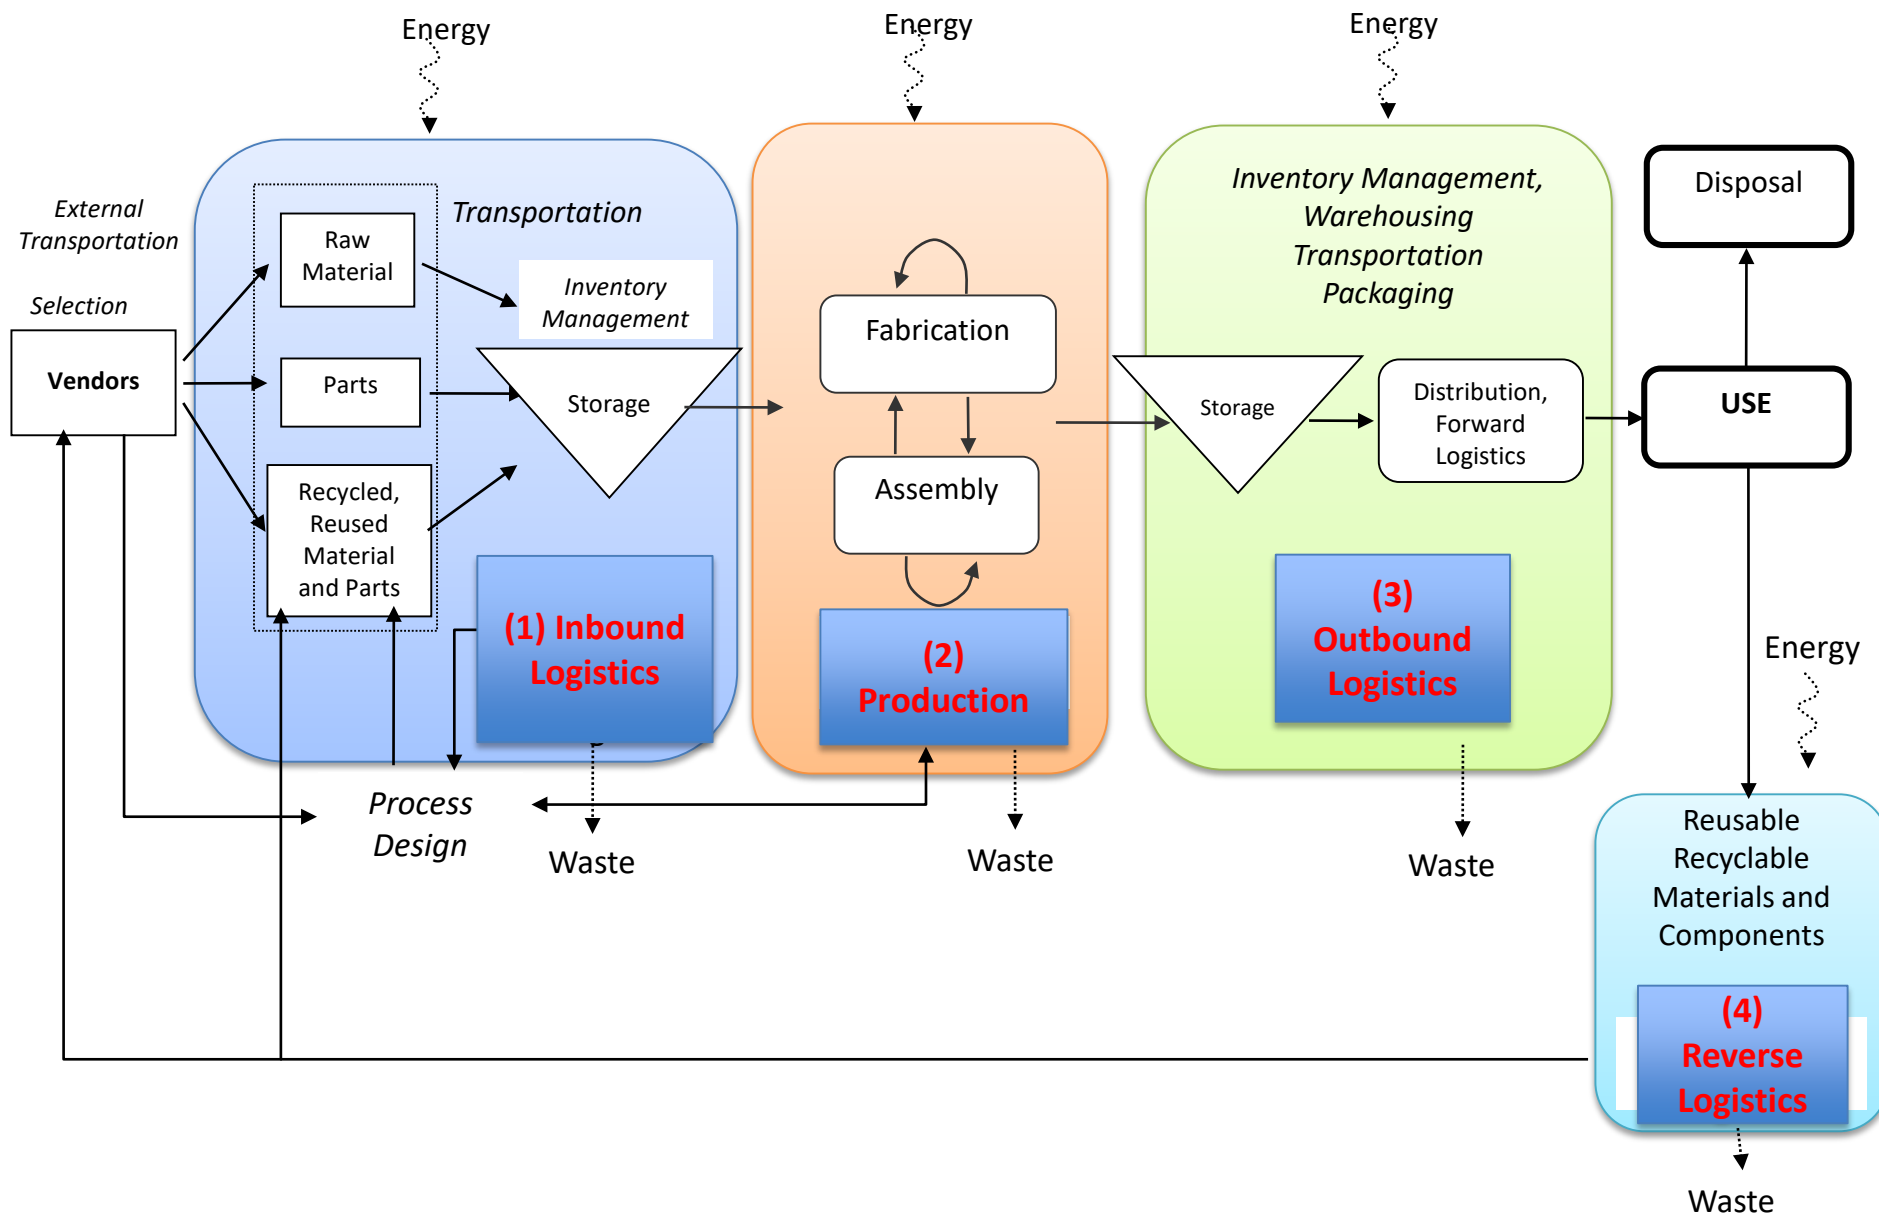 Energy
Energy
Energy
External
Transportation
Selection
Vendors
Raw
Material
Transportation
Inventory
Management
Parts
Storage
Recycled,
Reused
Material
and Parts
(1) Inbound
Logistics
Process
Design
Waste
Fabrication
Assembly
(2)
Production
Waste
Inventory Management,
Warehousing
Transportation
Packaging
Storage
Distribution,
Forward
Logistics
(3)
Outbound
Logistics
Waste
Disposal
USE
Energy
Reusable
Recyclable
Materials and
Components
(4)
Reverse
Logistics
Waste